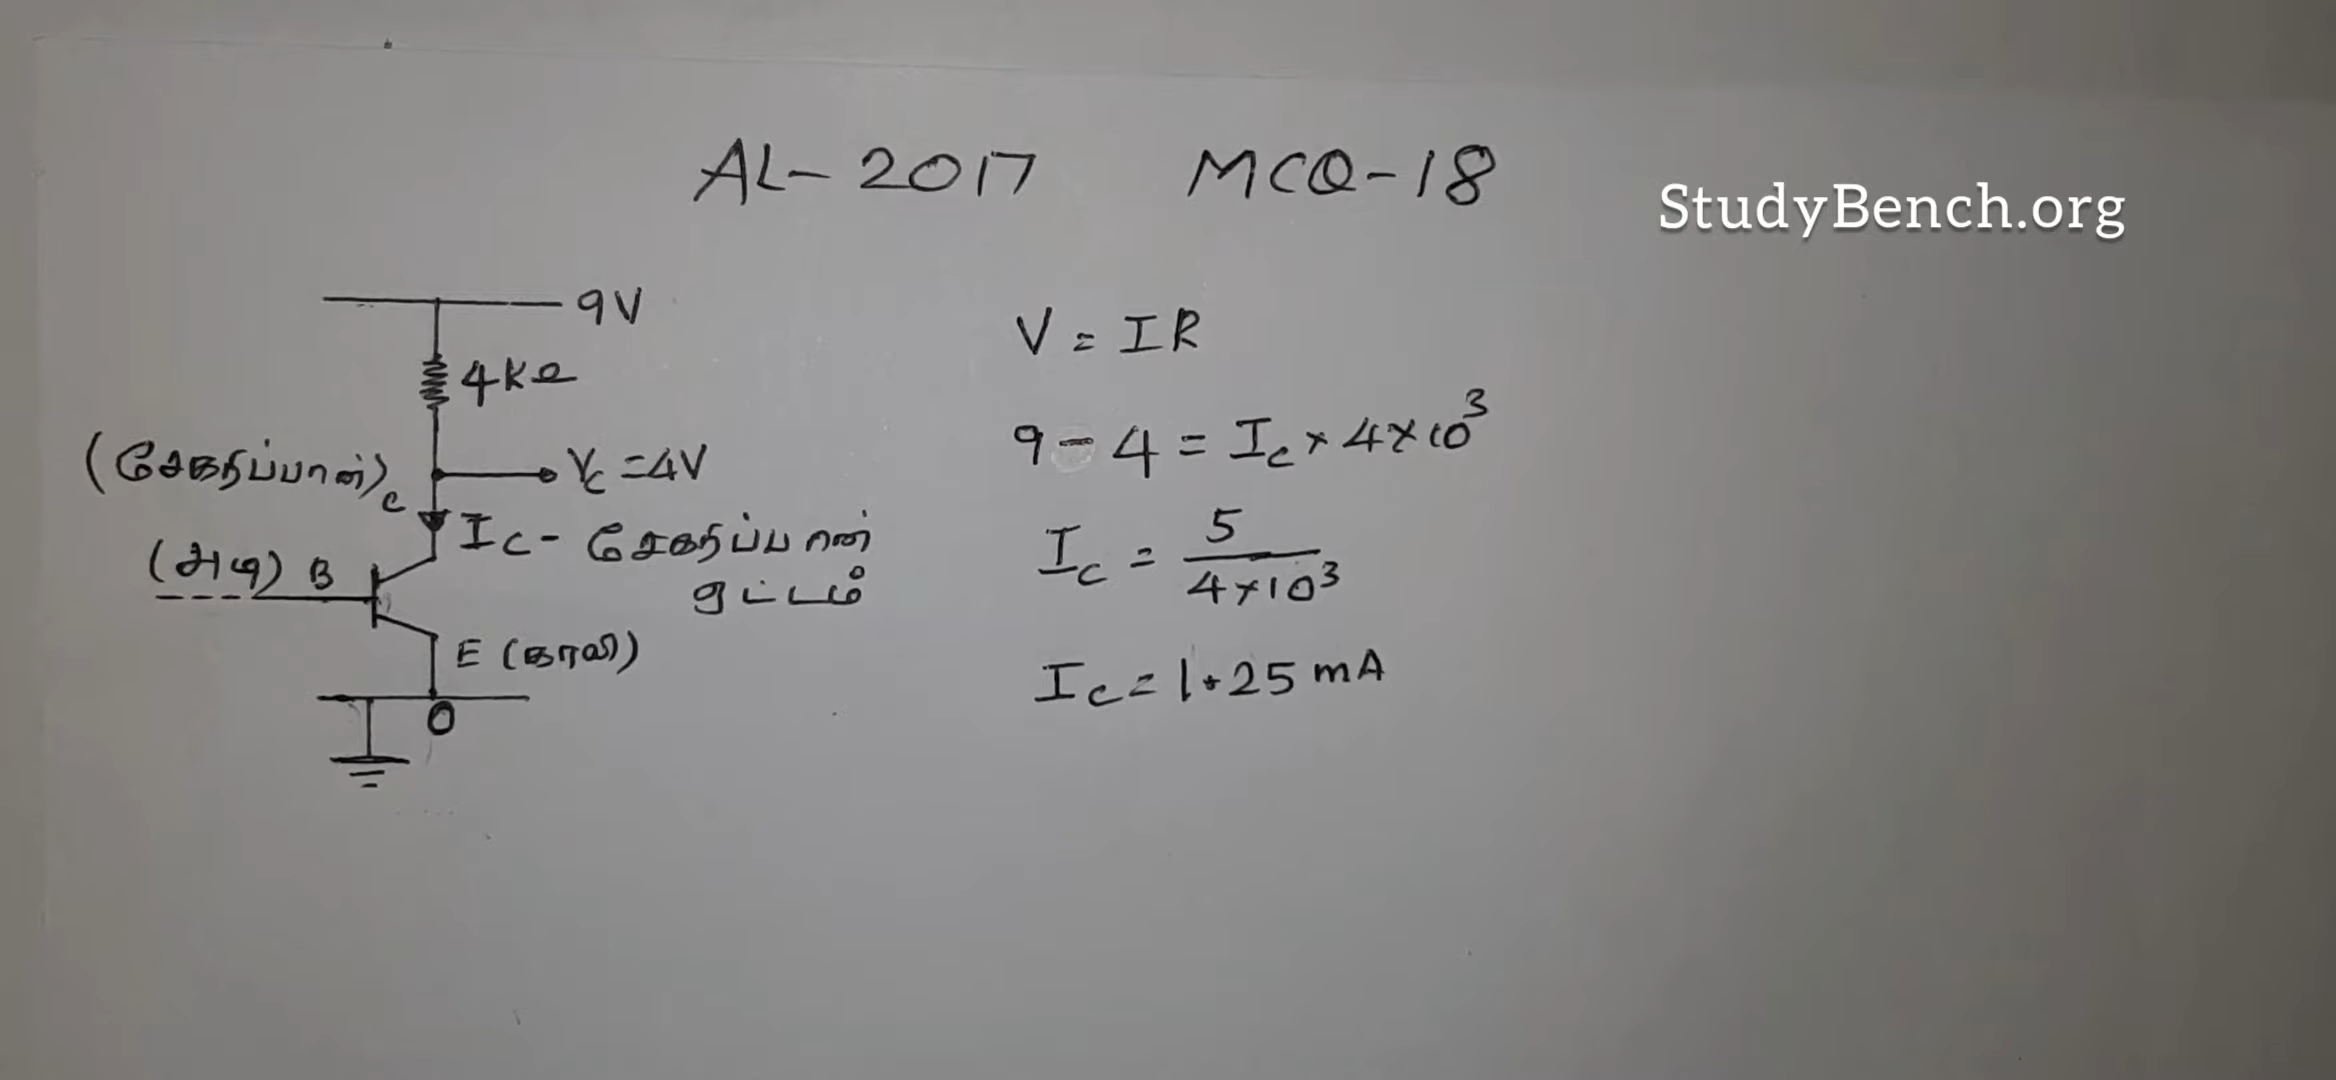 AL-2017 MCQ-18
StudyBench.org
9V
4KΩ
(சேகரிப்பான்) C
Vc = 4V
Ic - சேகரிப்பான்
ஓட்டம்
(அடி) B
E (காலி)
0
V = IR
9 - 4 = Ic × 4×10³
Ic = 5 / 4×10³
Ic = 1.25 mA